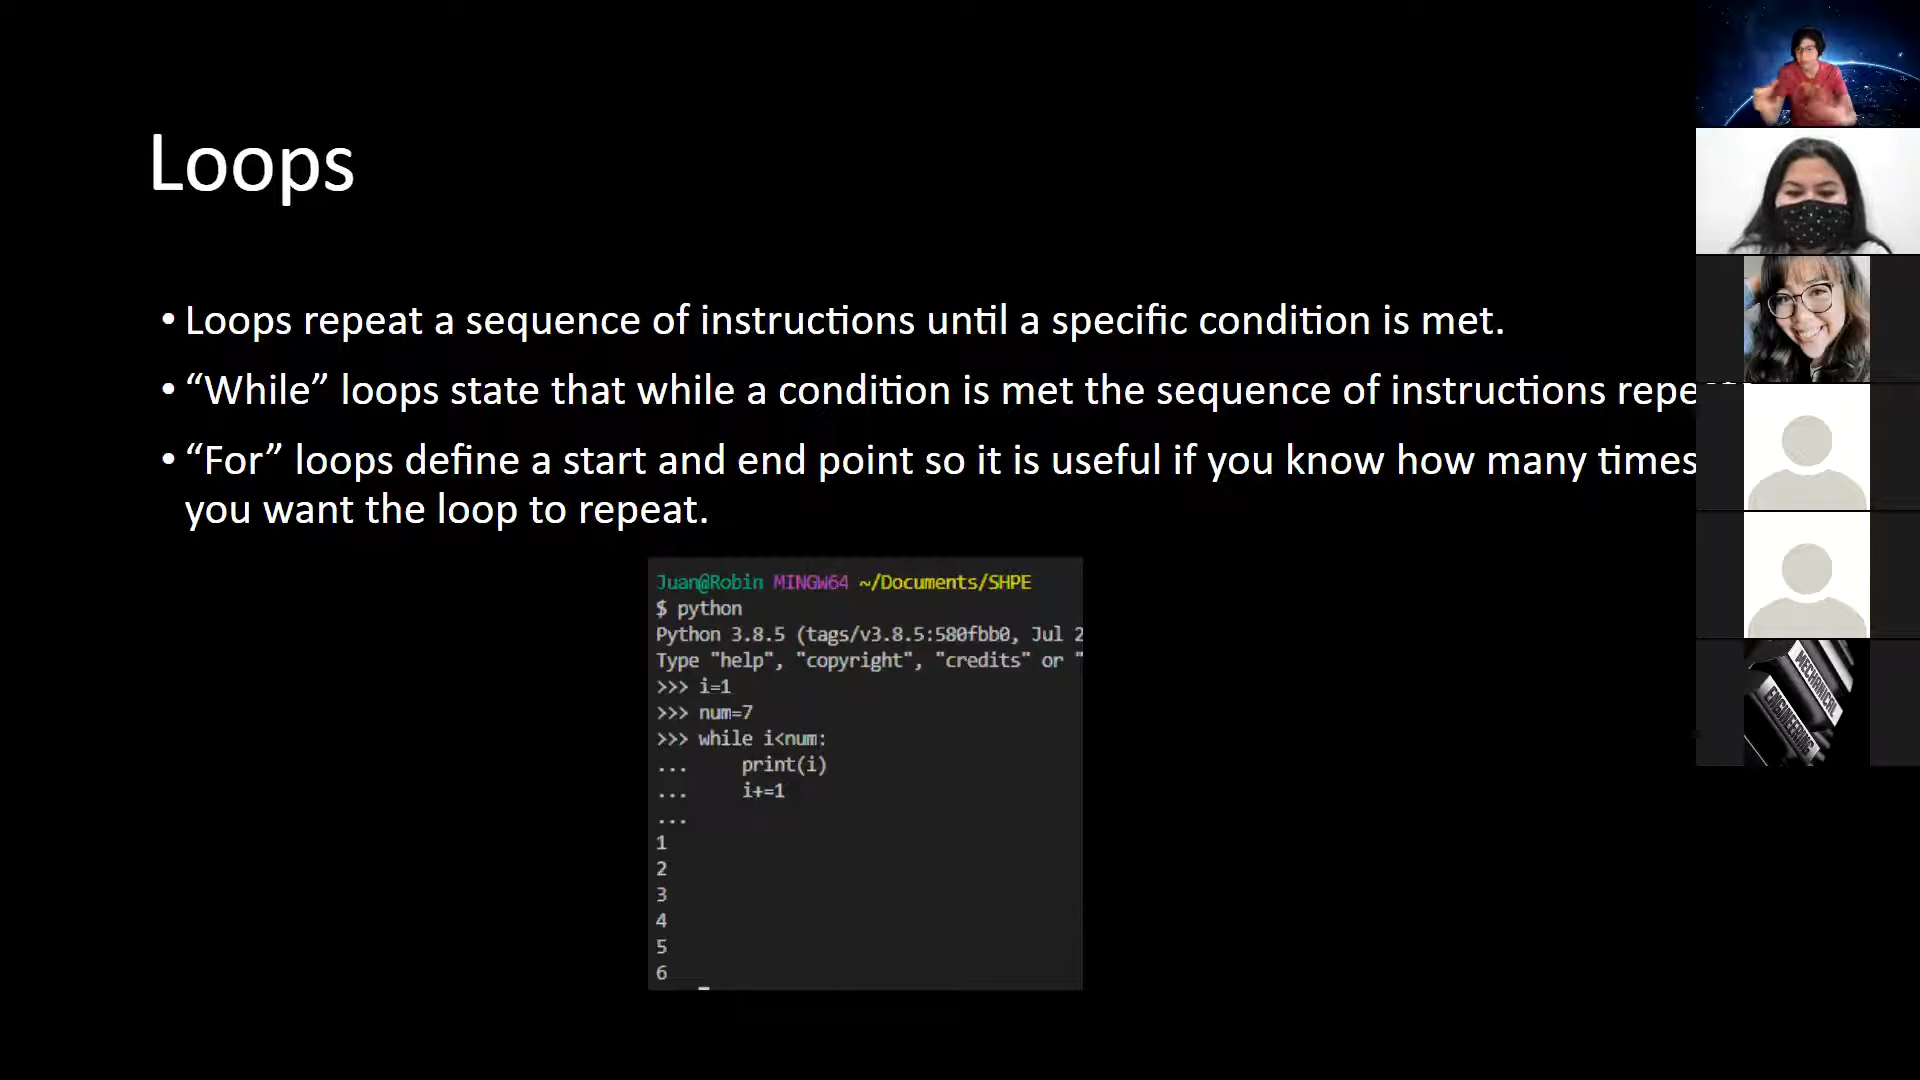 Loops
• Loops repeat a sequence of instructions until a specific condition is met.
• “While” loops state that while a condition is met the sequence of instructions repe
• “For” loops define a start and end point so it is useful if you know how many times
you want the loop to repeat.
Juan@Robin MINGW64 ~/Documents/SHPE
$ python
Python 3.8.5 (tags/v3.8.5:580fbb0, Jul 2
Type "help", "copyright", "credits" or "
>>> i=1
>>> num=7
>>> while i<num:
...     print(i)
...     i+=1
...
1
2
3
4
5
6
MECHANICAL
ENGINEERING